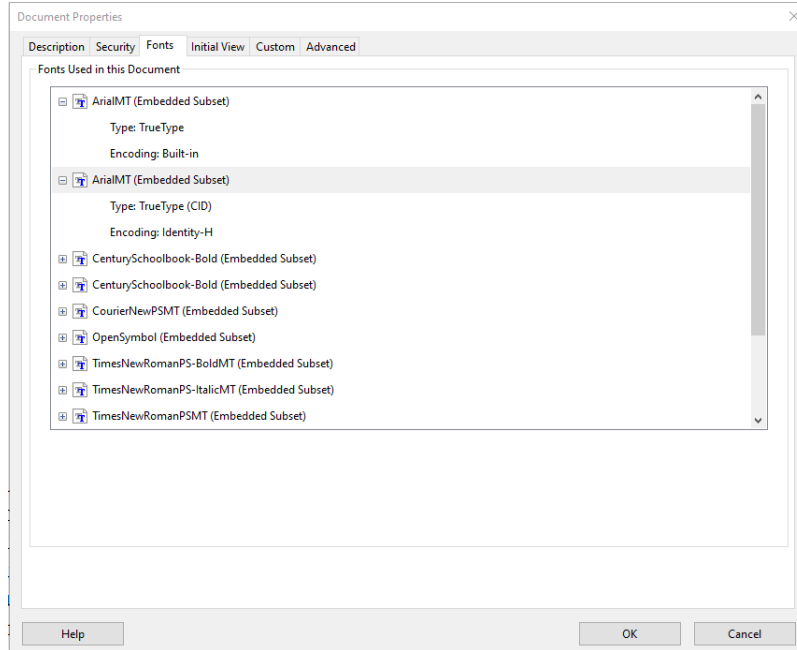 Document Properties
Description Security Fonts Initial View Custom Advanced
Fonts Used in this Document
ArialMT (Embedded Subset)
Type: TrueType
Encoding: Built-in
ArialMT (Embedded Subset)
Type: TrueType (CID)
Encoding: Identity-H
CenturySchoolbook-Bold (Embedded Subset)
CenturySchoolbook-Bold (Embedded Subset)
CourierNewPSMT (Embedded Subset)
OpenSymbol (Embedded Subset)
TimesNewRomanPS-BoldMT (Embedded Subset)
TimesNewRomanPS-ItalicMT (Embedded Subset)
TimesNewRomanPSMT (Embedded Subset)
Help OK Cancel